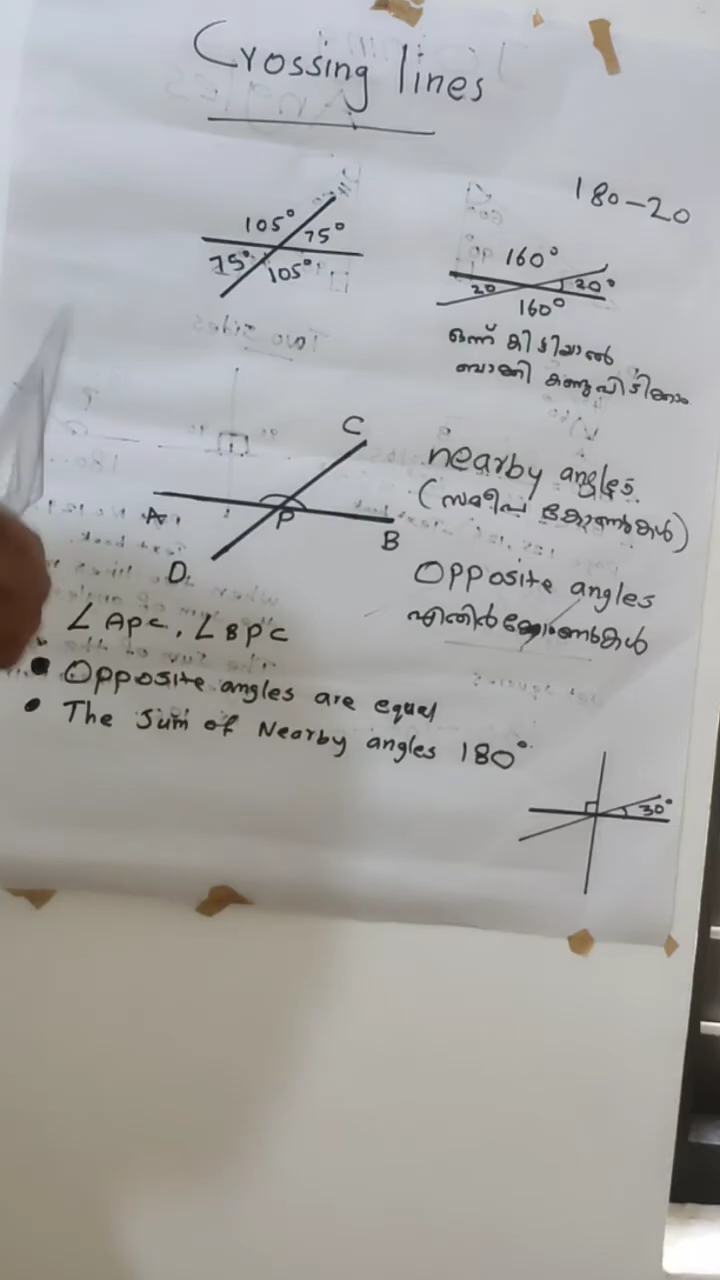 Crossing lines
180-20
105°
75°
75°
105°
160°
20
20°
160°
ഒന്ന് കിട്ടിയാൽ
ബാക്കി കണ്ടുപിടിക്കാം
C
A
P
B
D
nearby angles
(സമീപ കോണുകൾ)
Opposite angles
എതിർകോണുകൾ
∠APC, ∠BPC
• Opposite angles are equal
• The Sum of Nearby angles 180°
30°